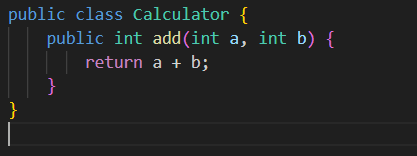 public class Calculator {
    public int add(int a, int b) {
        return a + b;
    }
}